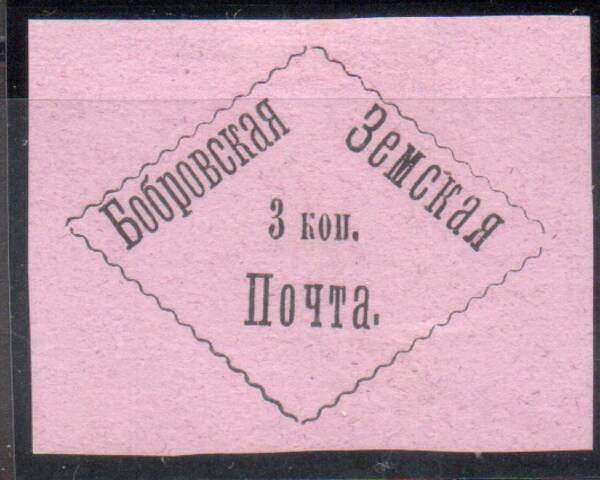 Бобровская
Земская
3 коп.
Почта.